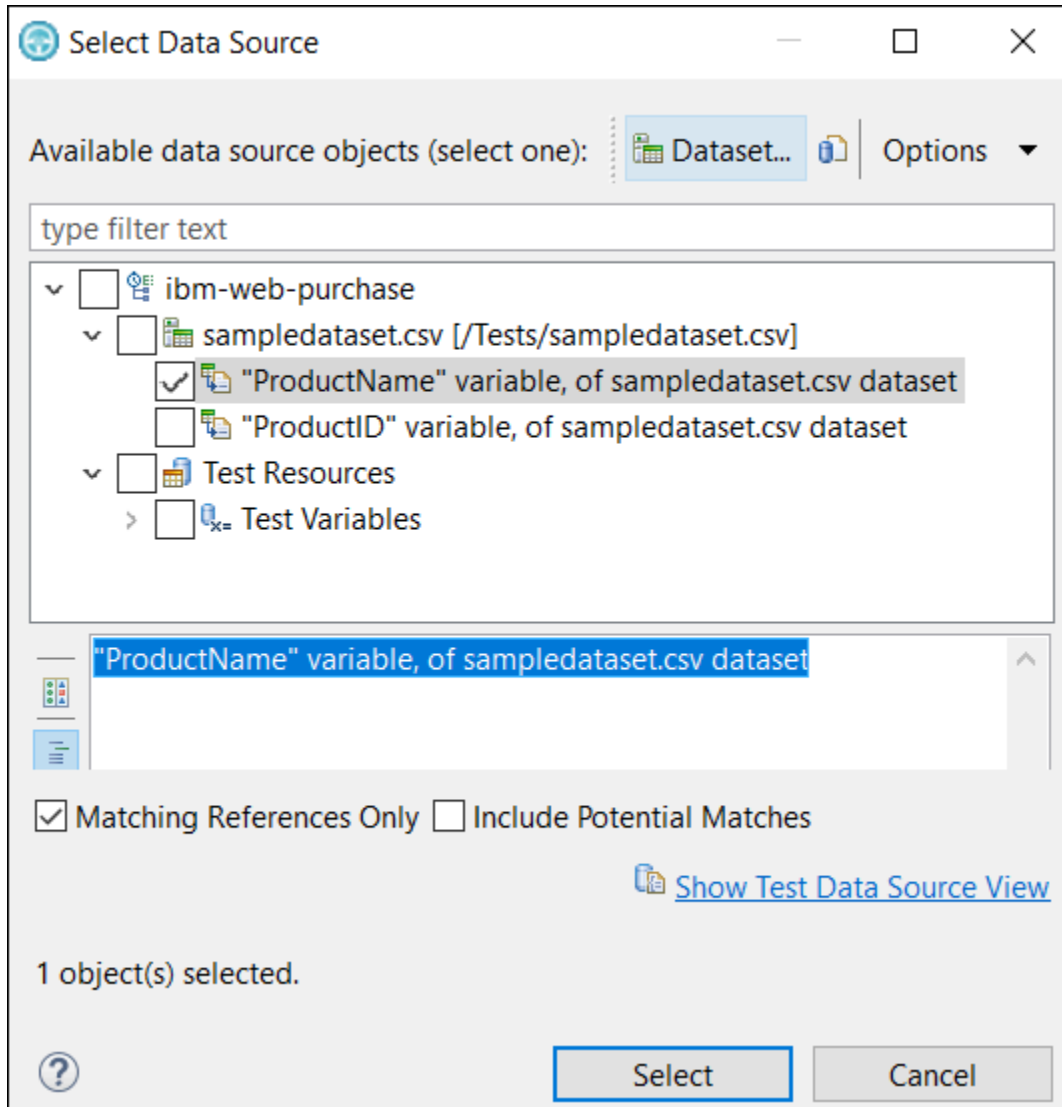 Select Data Source
Available data source objects (select one): Dataset... Options
type filter text
ibm-web-purchase
sampledataset.csv [/Tests/sampledataset.csv]
"ProductName" variable, of sampledataset.csv dataset
"ProductID" variable, of sampledataset.csv dataset
Test Resources
Test Variables
"ProductName" variable, of sampledataset.csv dataset
Matching References Only Include Potential Matches
Show Test Data Source View
1 object(s) selected.
Select Cancel